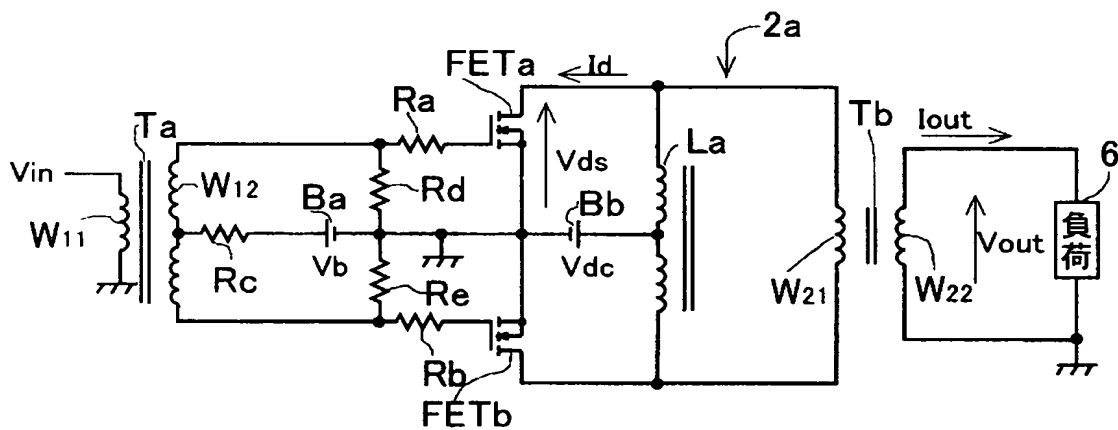 2a
FETa
Id
Ra
Ta
Tb
Iout
La
Vin
Vds
6
W12
Rd
Ba
Bb
負荷
W11
Vb
Vdc
Vout
Rc
Re
W21
W22
Rb
FETb